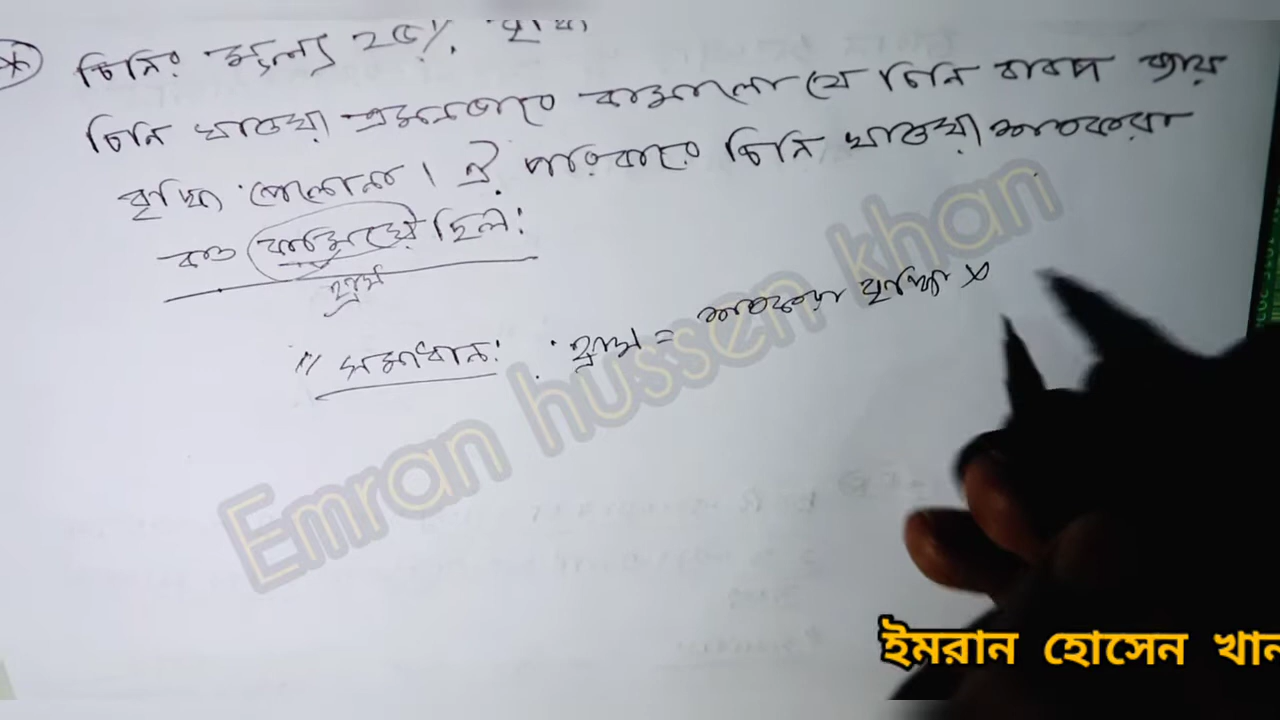 চিনির মূল্য ২৫%
চিনি খাওয়া এমনভাবে কমালো যে চিনি বাবদ ব্যয়
বৃদ্ধি পেলোনা। ঐ পরিবারে চিনি খাওয়া শতকরা
কত কমিয়ে ছিল:
হ্রাস
// সমাধান: হ্রাস = শতকরা বৃদ্ধি ×
Emran hussen khan
ইমরান হোসেন খান